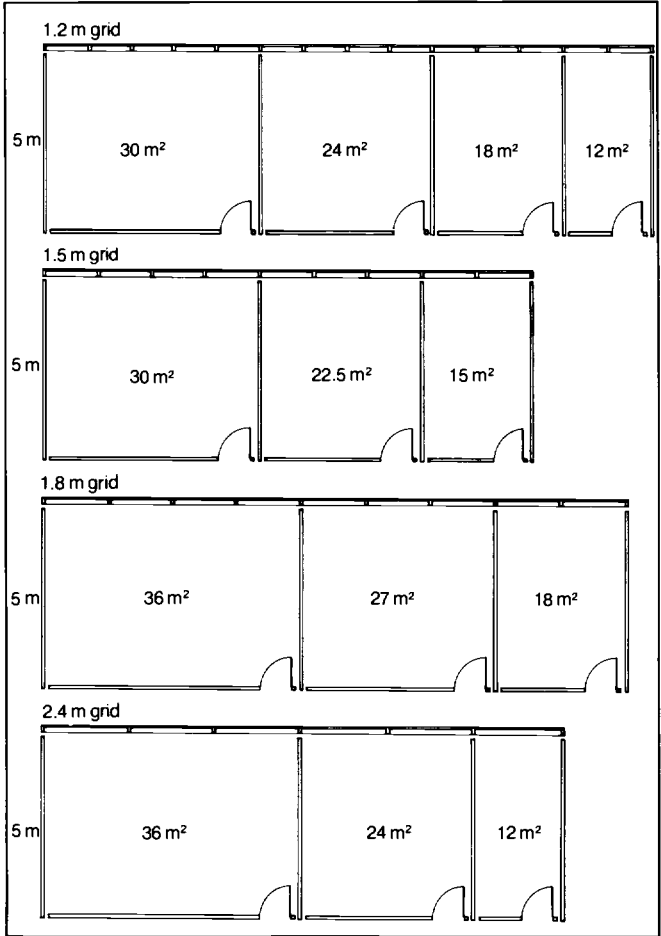 1.2 m grid
5 m
30 m²
24 m²
18 m²
12 m²
1.5 m grid
5 m
30 m²
22.5 m²
15 m²
1.8 m grid
5 m
36 m²
27 m²
18 m²
2.4 m grid
5 m
36 m²
24 m²
12 m²